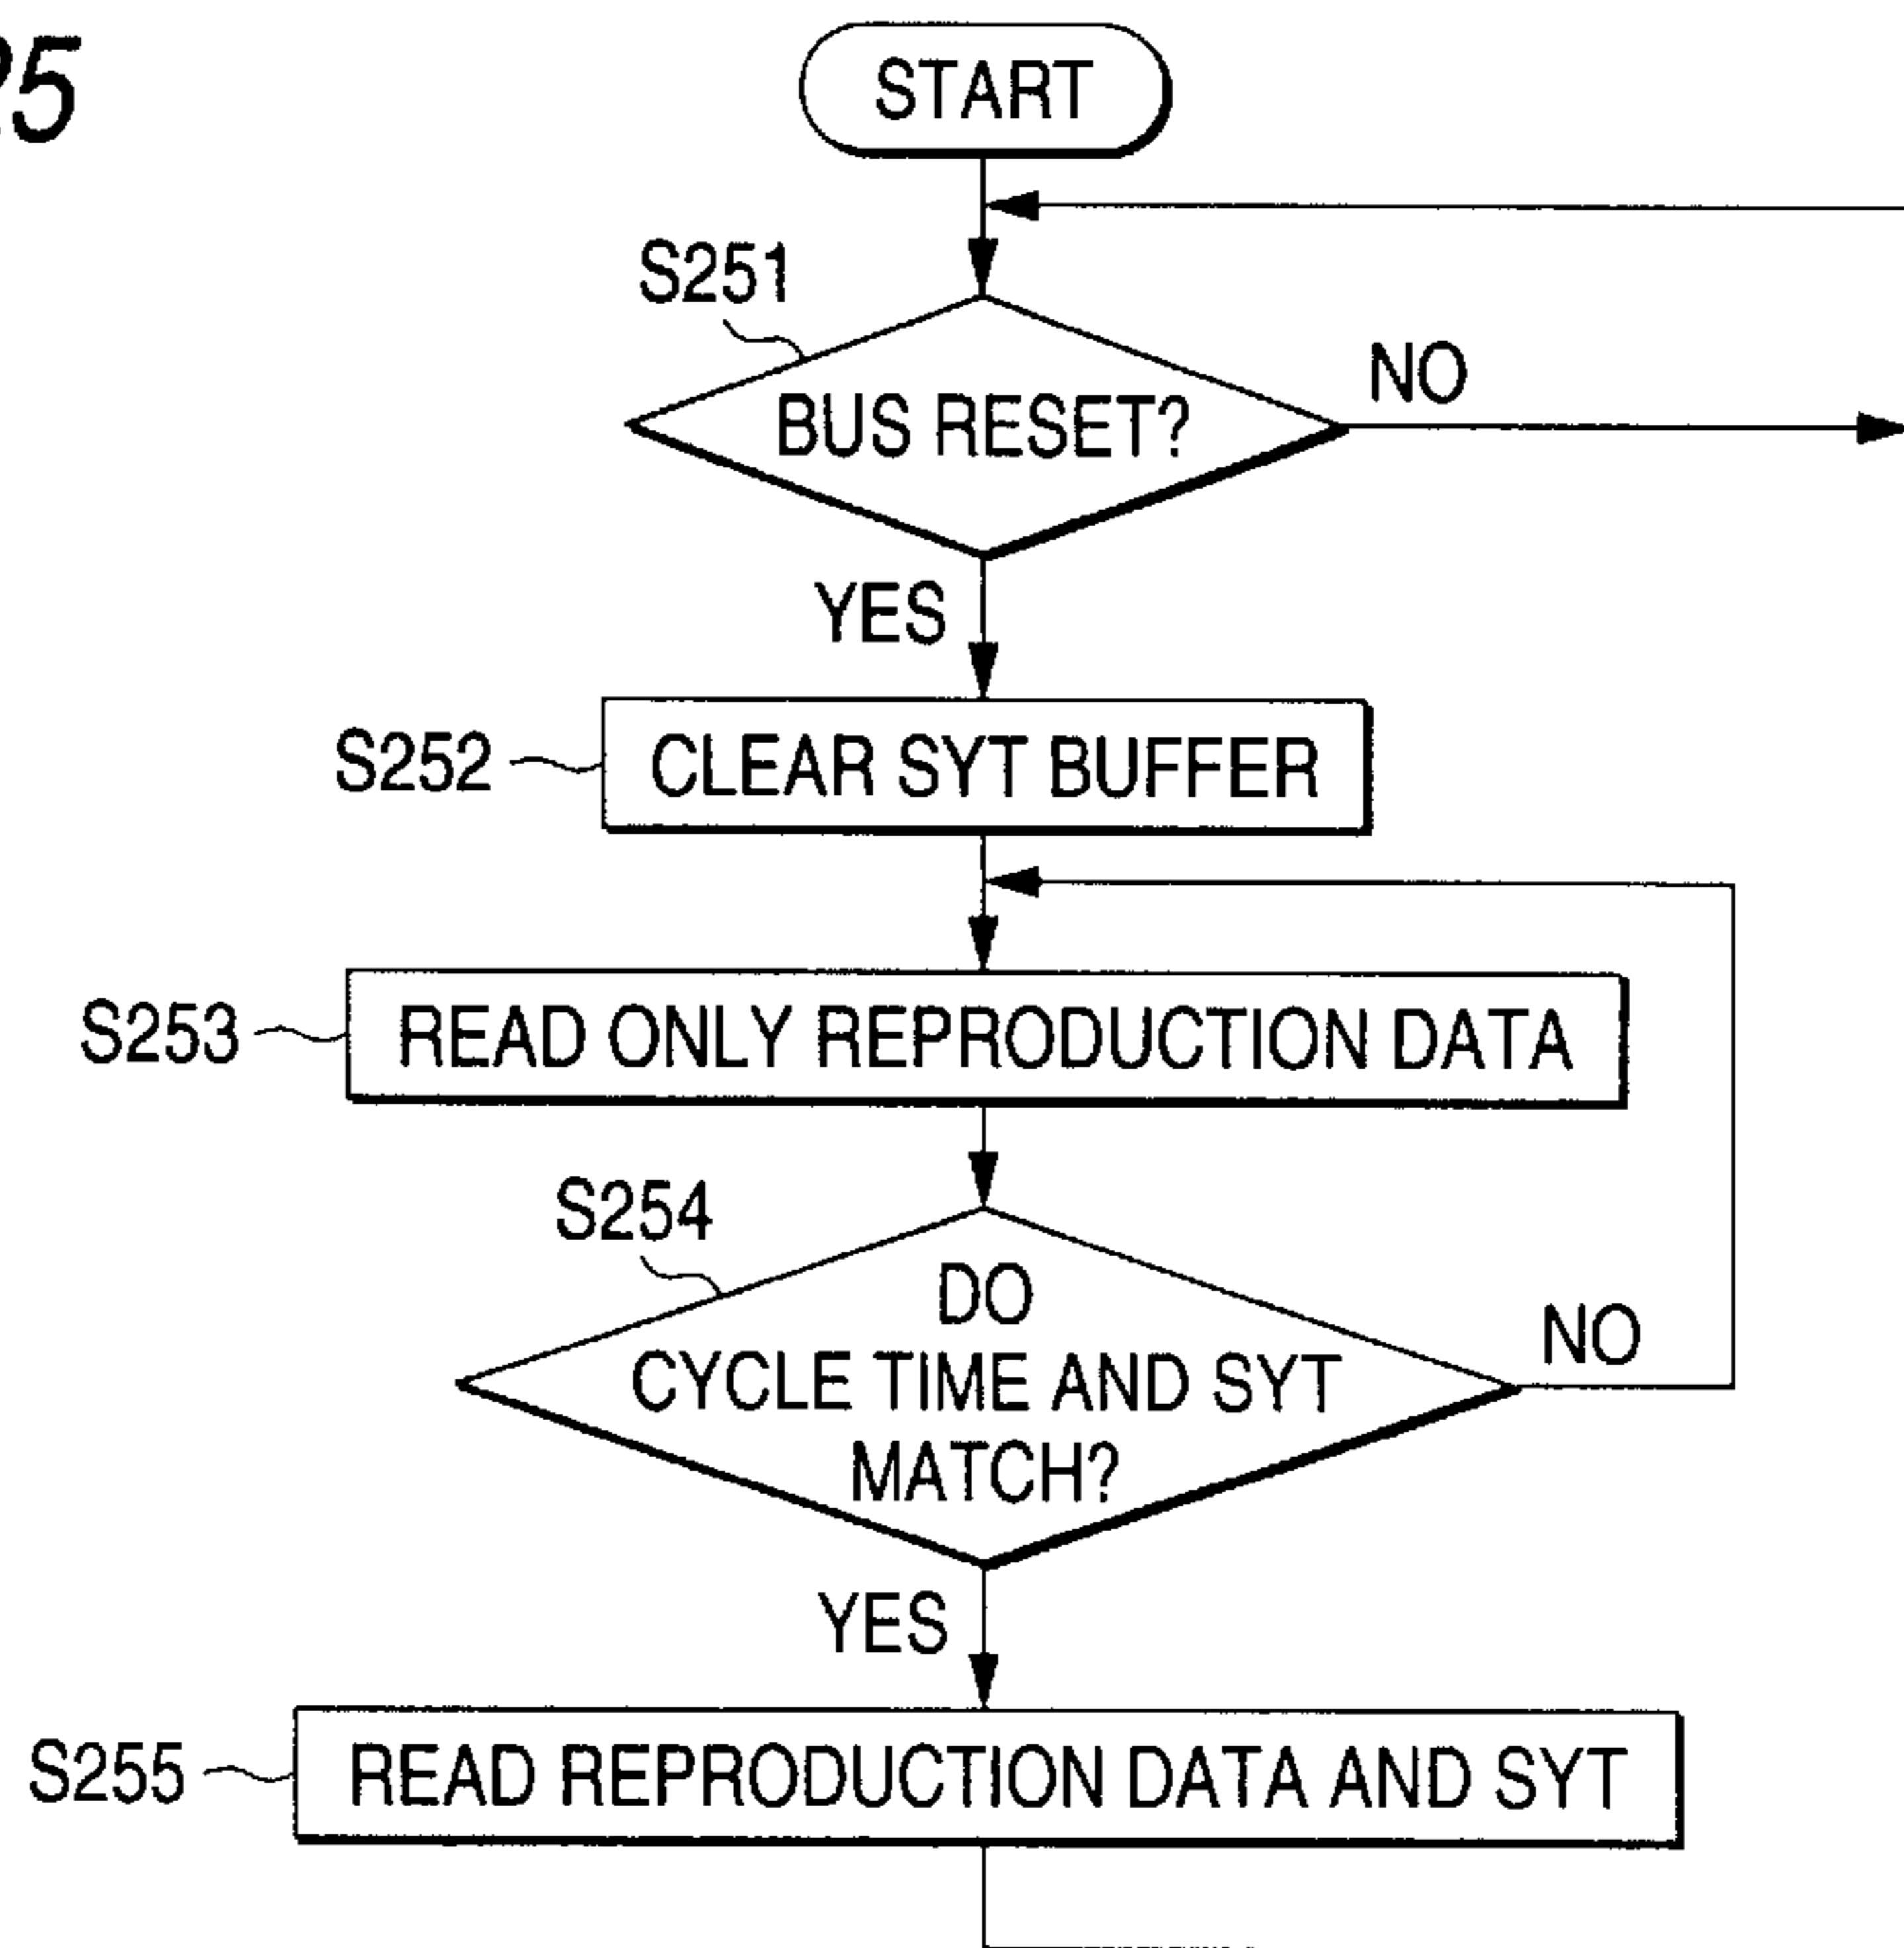 25
START
S251
BUS RESET?
NO
YES
S252
CLEAR SYT BUFFER
S253
READ ONLY REPRODUCTION DATA
S254
DO
CYCLE TIME AND SYT
MATCH?
NO
YES
S255
READ REPRODUCTION DATA AND SYT